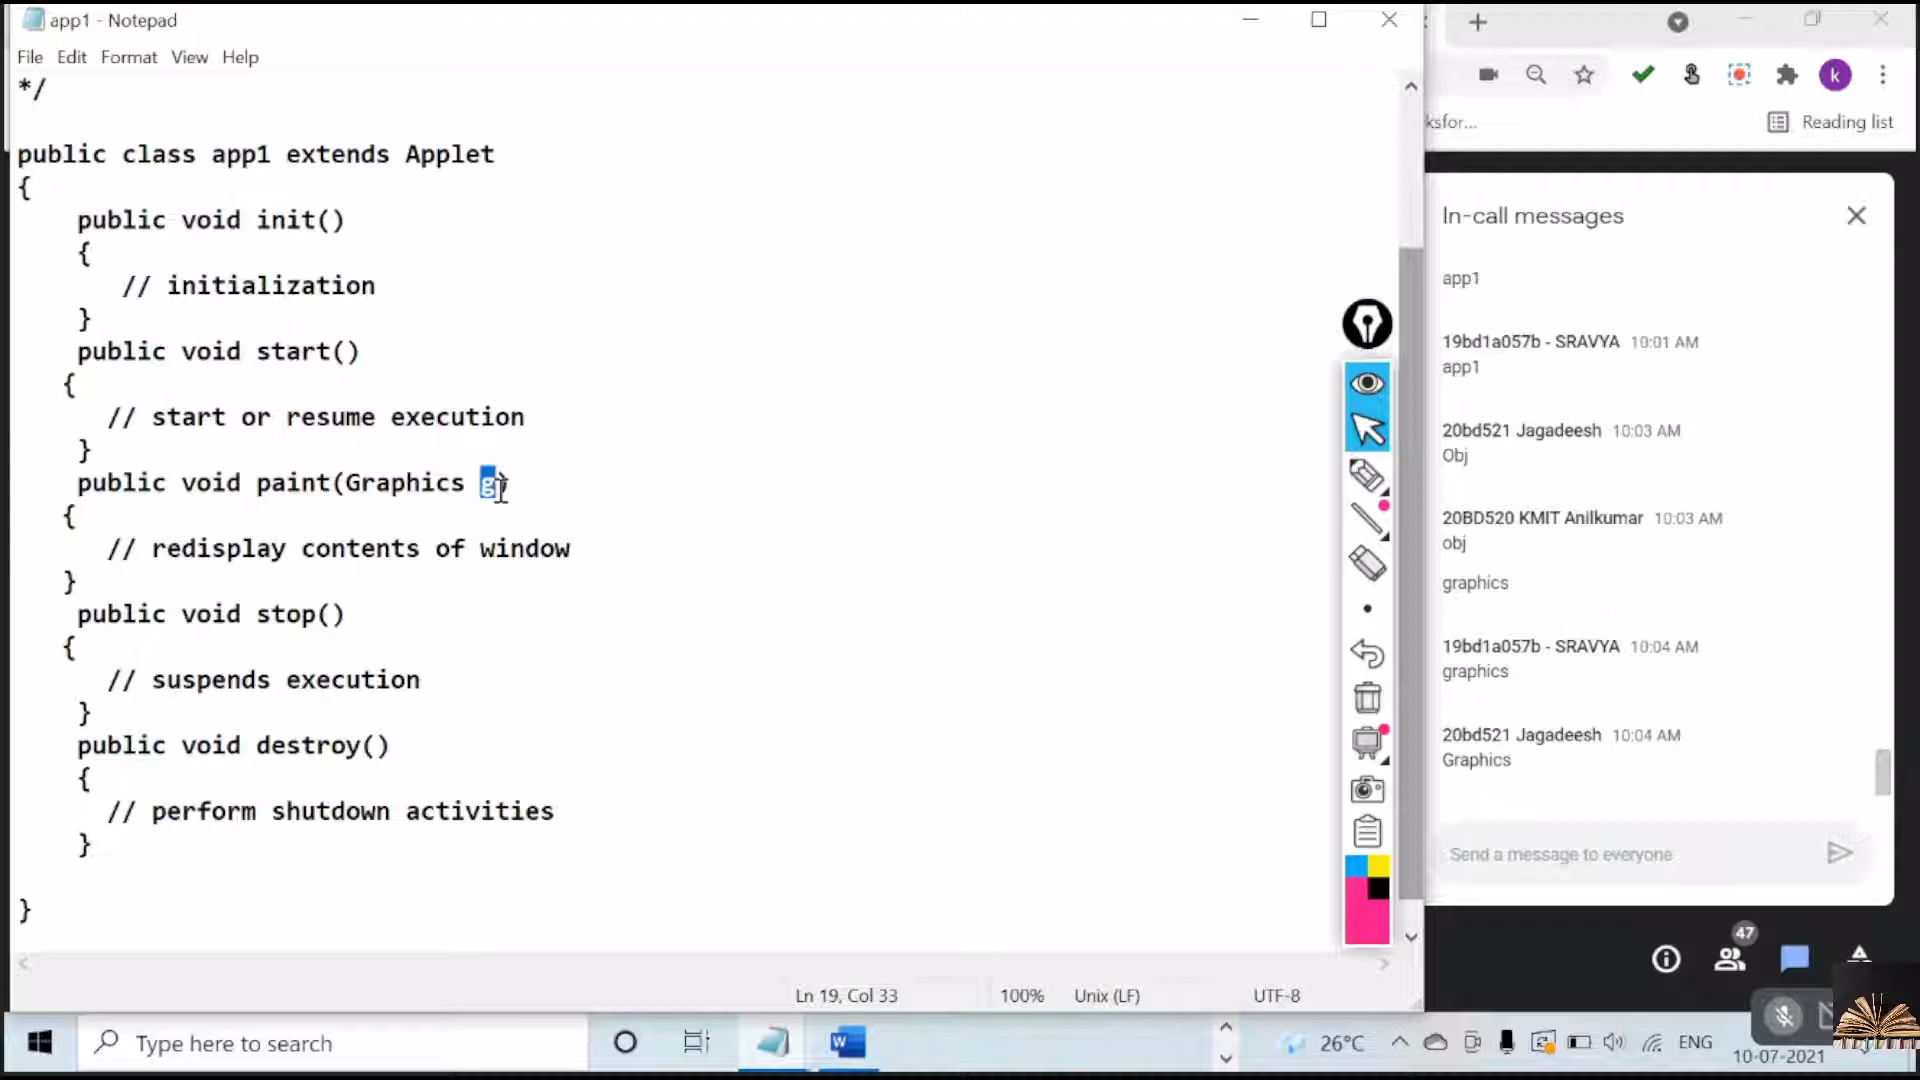 app1 - Notepad
File Edit Format View Help
*/
public class app1 extends Applet
{
public void init()
{
// initialization
}
public void start()
{
// start or resume execution
}
public void paint(Graphics g)
{
// redisplay contents of window
}
public void stop()
{
// suspends execution
}
public void destroy()
{
// perform shutdown activities
}
}
Ln 19, Col 33 100% Unix (LF) UTF-8
k
ksfor... Reading list
In-call messages
app1
19bd1a057b - SRAVYA 10:01 AM
app1
20bd521 Jagadeesh 10:03 AM
Obj
20BD520 KMIT Anilkumar 10:03 AM
obj
graphics
19bd1a057b - SRAVYA 10:04 AM
graphics
20bd521 Jagadeesh 10:04 AM
Graphics
Send a message to everyone
47
Type here to search
W
26°C ENG
10-07-2021